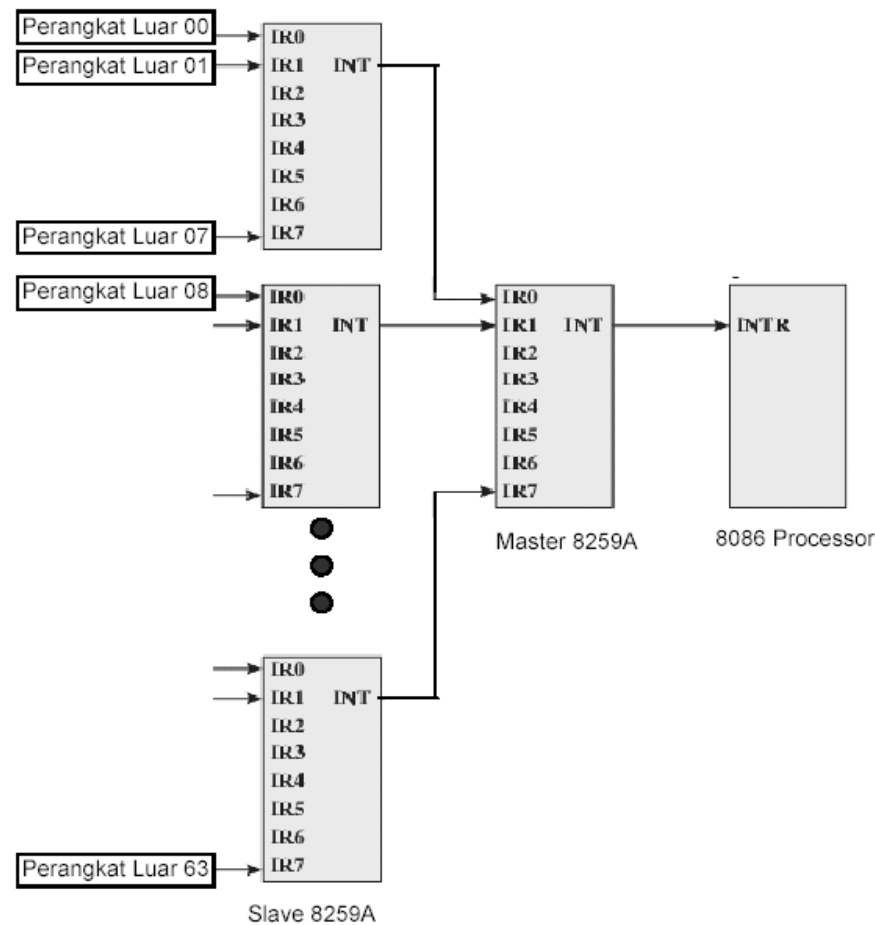 Perangkat Luar 00
Perangkat Luar 01
Perangkat Luar 07
IR0
IR1 INT
IR2
IR3
IR4
IR5
IR6
IR7
Perangkat Luar 08
IR0
IR1 INT
IR2
IR3
IR4
IR5
IR6
IR7
IR0
IR1 INT
IR2
IR3
IR4
IR5
IR6
IR7
Master 8259A
INTR
8086 Processor
IR0
IR1 INT
IR2
IR3
IR4
IR5
IR6
IR7
Perangkat Luar 63
Slave 8259A